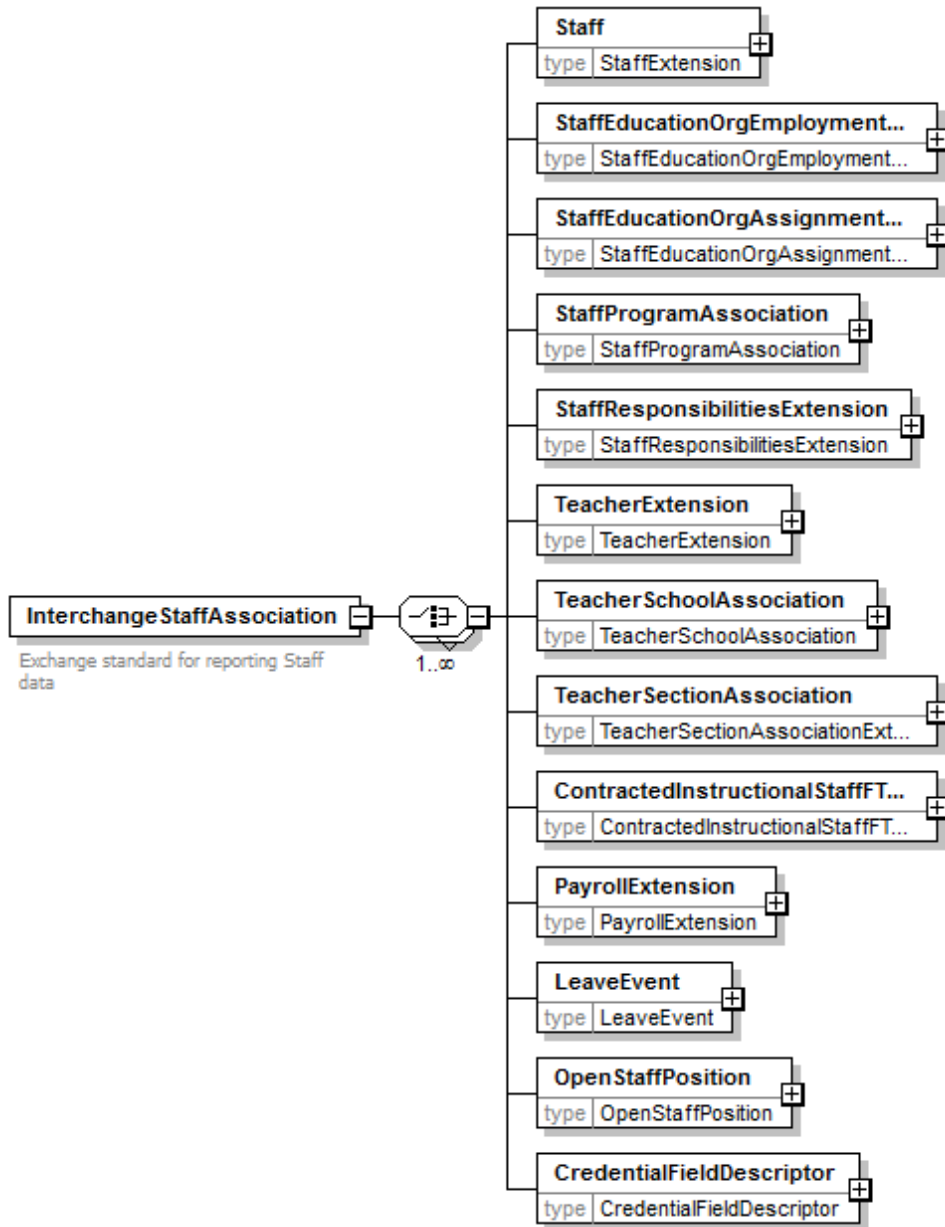 Staff
type StaffExtension
StaffEducationOrgEmployment...
type StaffEducationOrgEmployment...
StaffEducationOrgAssignment...
type StaffEducationOrgAssignment...
StaffProgramAssociation
type StaffProgramAssociation
StaffResponsibilitiesExtension
type StaffResponsibilitiesExtension
TeacherExtension
type TeacherExtension
InterchangeStaffAssociation
Exchange standard for reporting Staff
data
1..∞
TeacherSchoolAssociation
type TeacherSchoolAssociation
TeacherSectionAssociation
type TeacherSectionAssociationExt...
ContractedInstructionalStaffFT...
type ContractedInstructionalStaffFT...
PayrollExtension
type PayrollExtension
LeaveEvent
type LeaveEvent
OpenStaffPosition
type OpenStaffPosition
CredentialFieldDescriptor
type CredentialFieldDescriptor